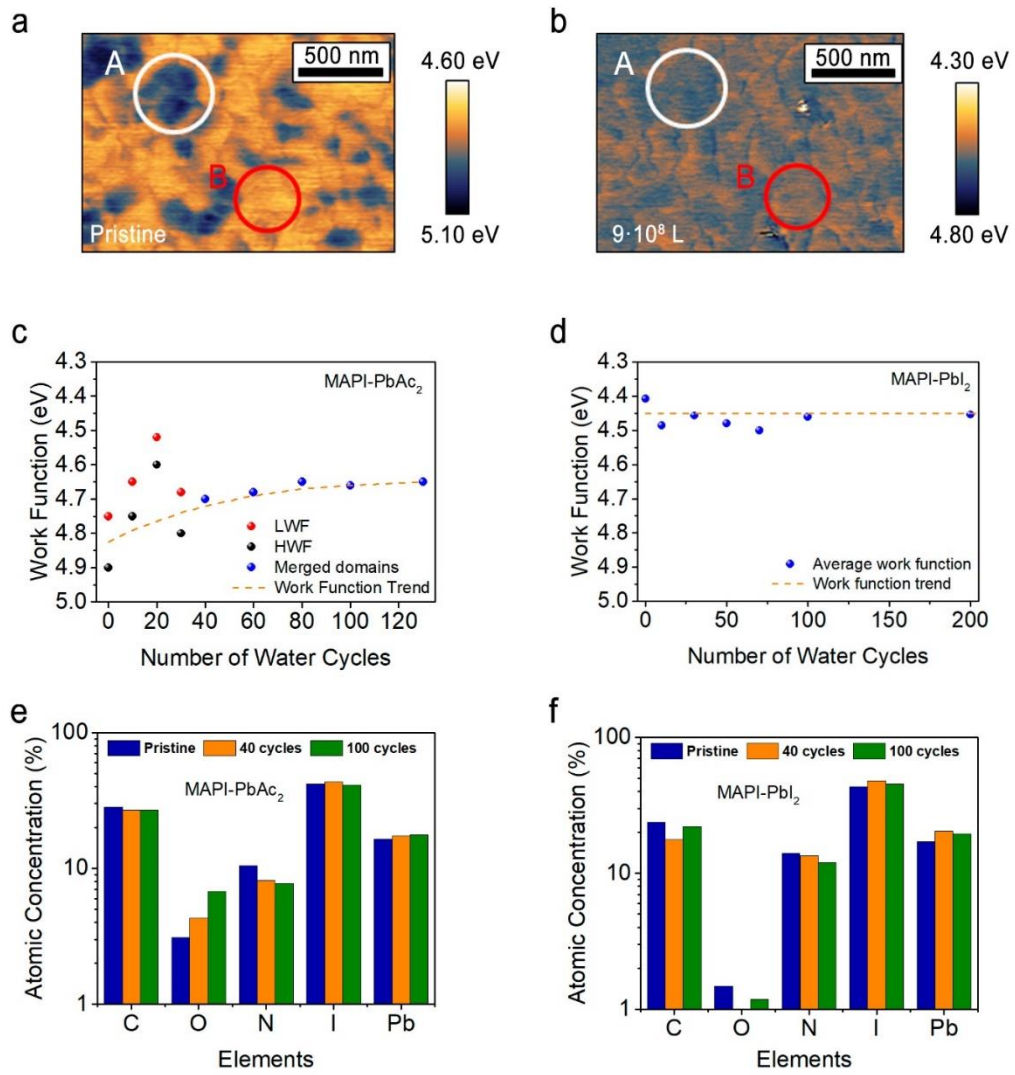 a
A
500 nm
B
Pristine
4.60 eV
5.10 eV
b
A
500 nm
B
9·10⁸ L
4.30 eV
4.80 eV
c
Work Function (eV)
4.3
4.4
4.5
4.6
4.7
4.8
4.9
5.0
MAPI-PbAc₂
LWF
HWF
Merged domains
Work Function Trend
0 20 40 60 80 100 120
Number of Water Cycles
d
Work Function (eV)
4.3
4.4
4.5
4.6
4.7
4.8
4.9
5.0
MAPI-PbI₂
Average work function
Work function trend
0 50 100 150 200
Number of Water Cycles
e
Atomic Concentration (%)
100
10
1
Pristine 40 cycles 100 cycles
MAPI-PbAc₂
C O N I Pb
Elements
f
Atomic Concentration (%)
100
10
1
Pristine 40 cycles 100 cycles
MAPI-PbI₂
C O N I Pb
Elements